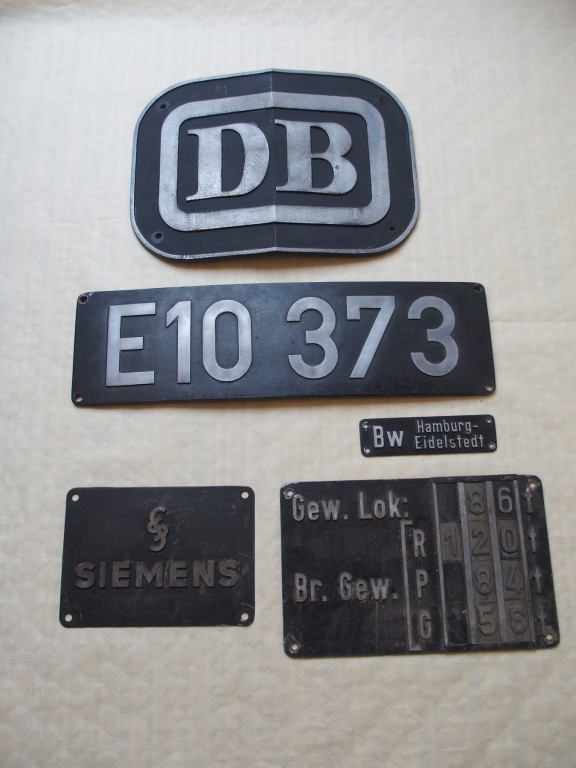 DB
E10 373
Bw Hamburg-
Eidelstedt
SIEMENS
Gew. Lok: 86 t
R 120 t
Br. Gew. P 84 t
G 56 t